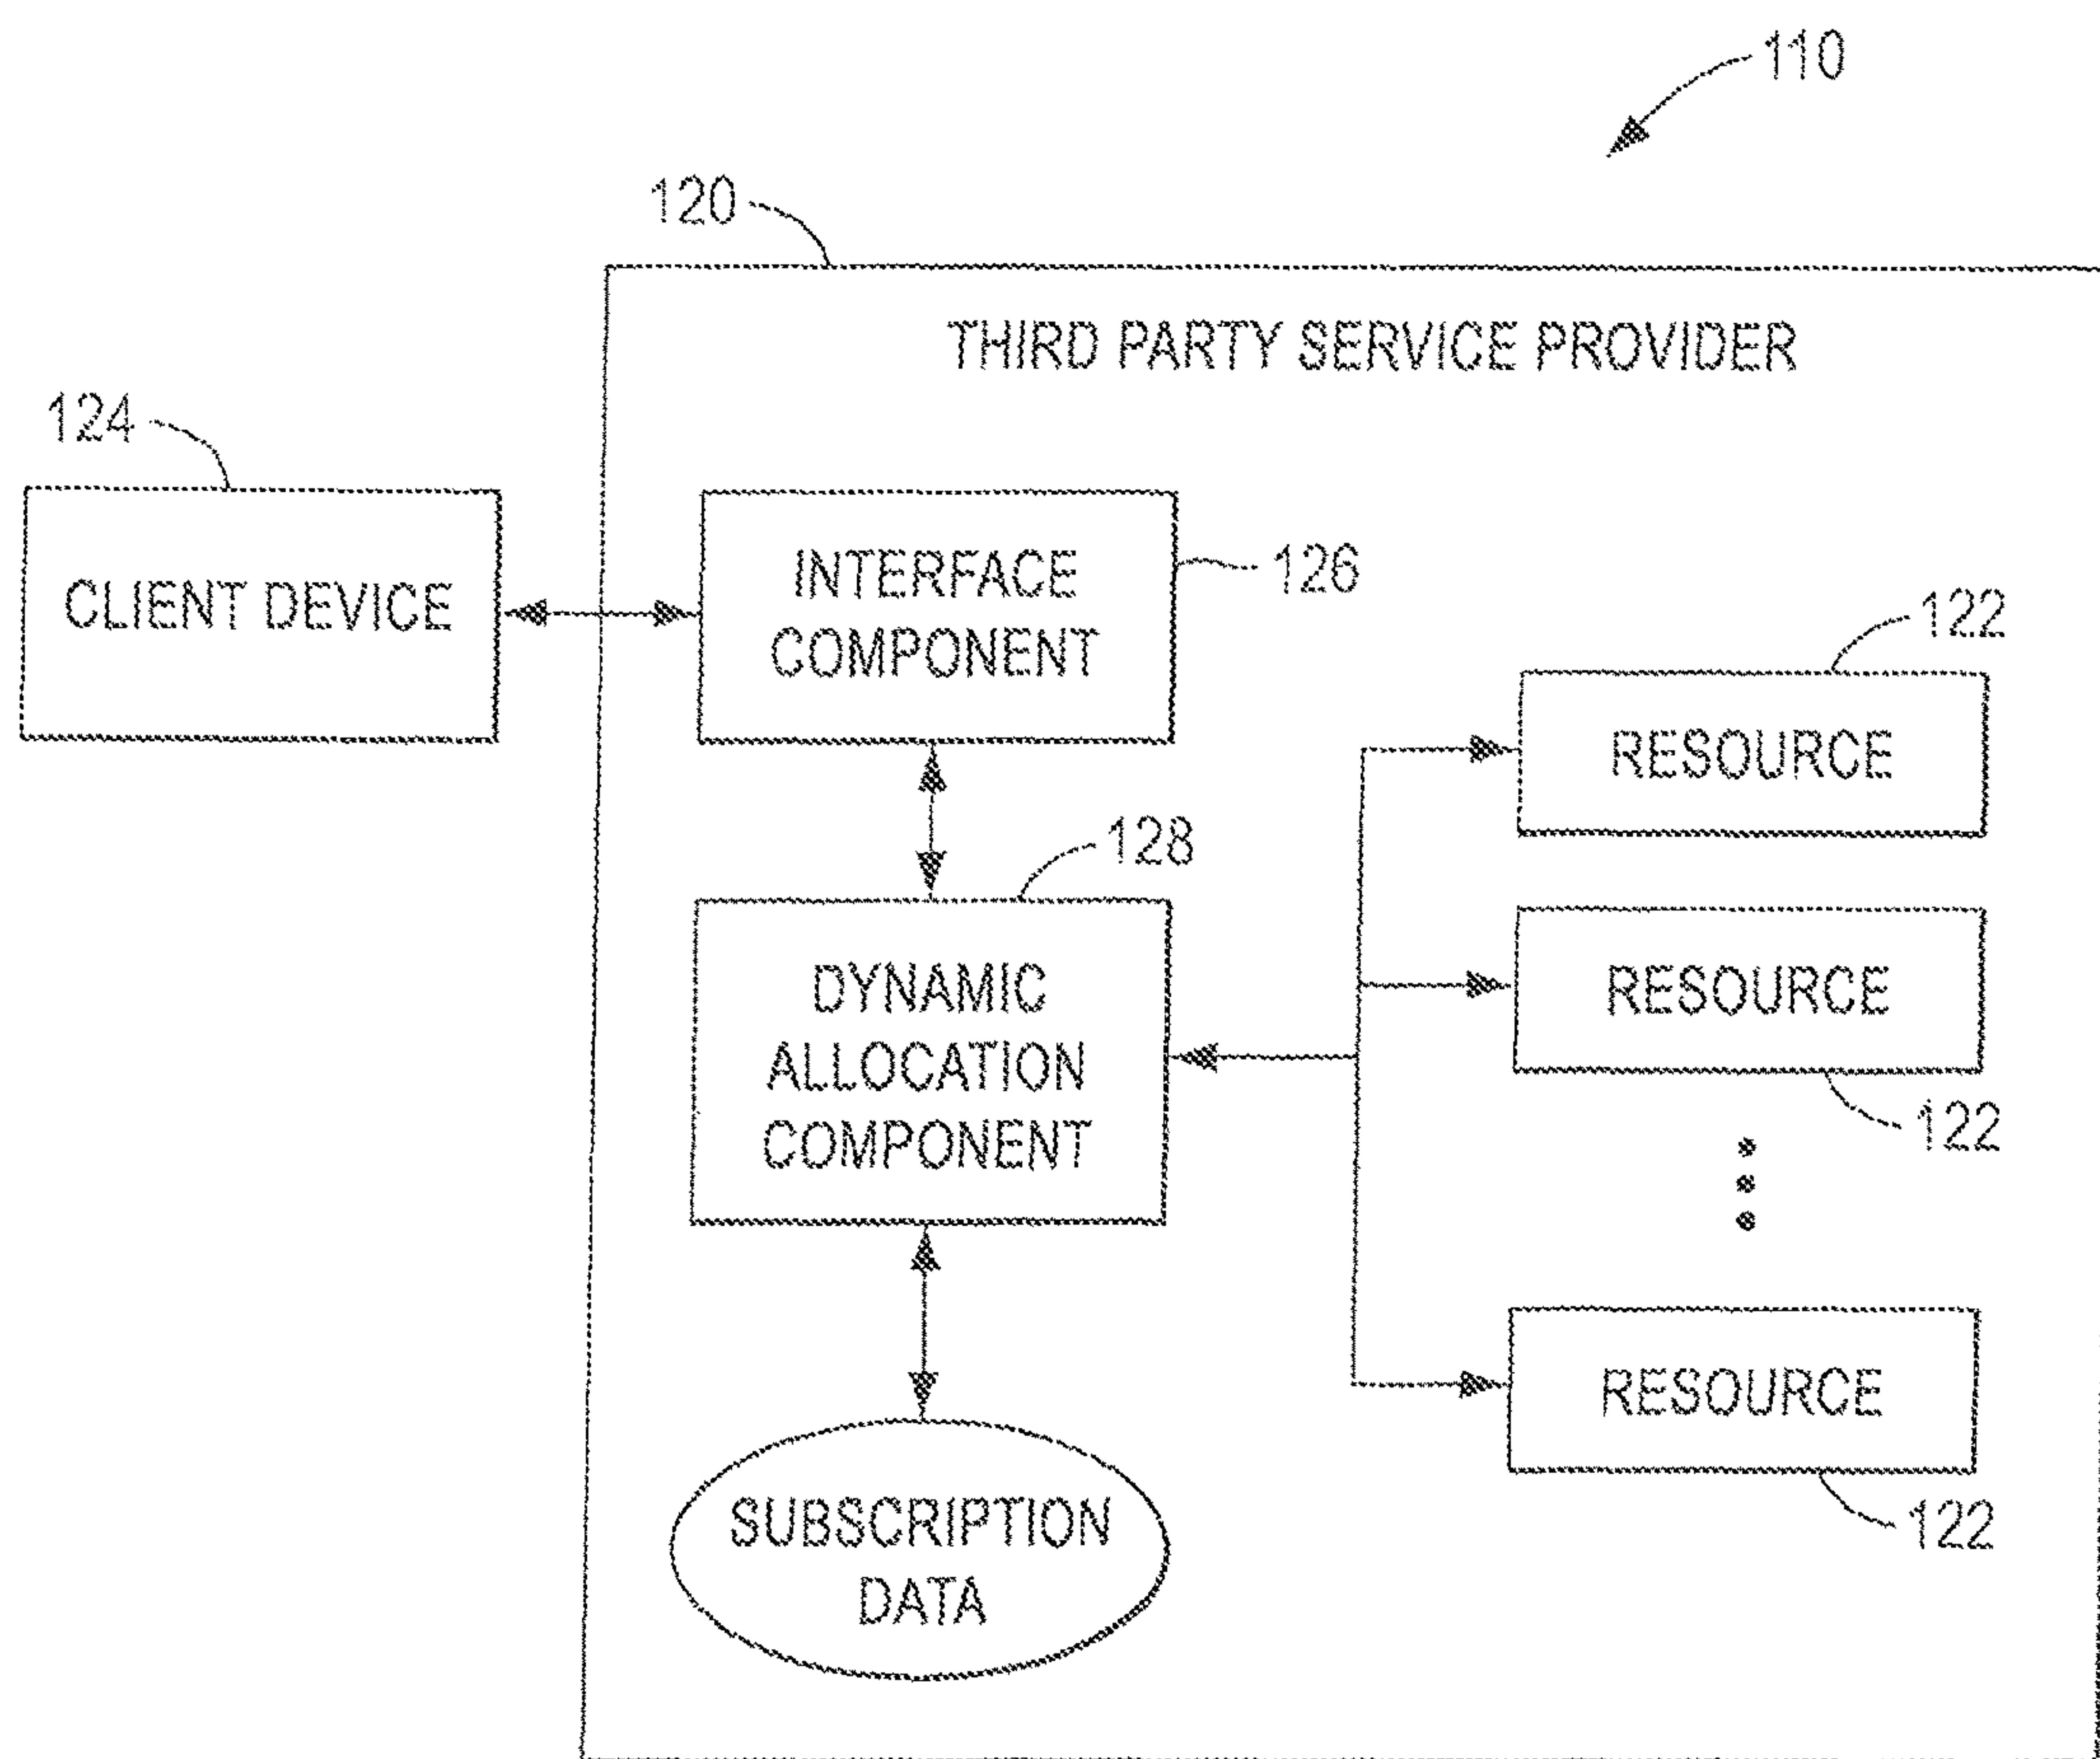 110
120
THIRD PARTY SERVICE PROVIDER
124
CLIENT DEVICE
INTERFACE
COMPONENT
126
122
RESOURCE
128
DYNAMIC
ALLOCATION
COMPONENT
RESOURCE
122
RESOURCE
122
SUBSCRIPTION
DATA